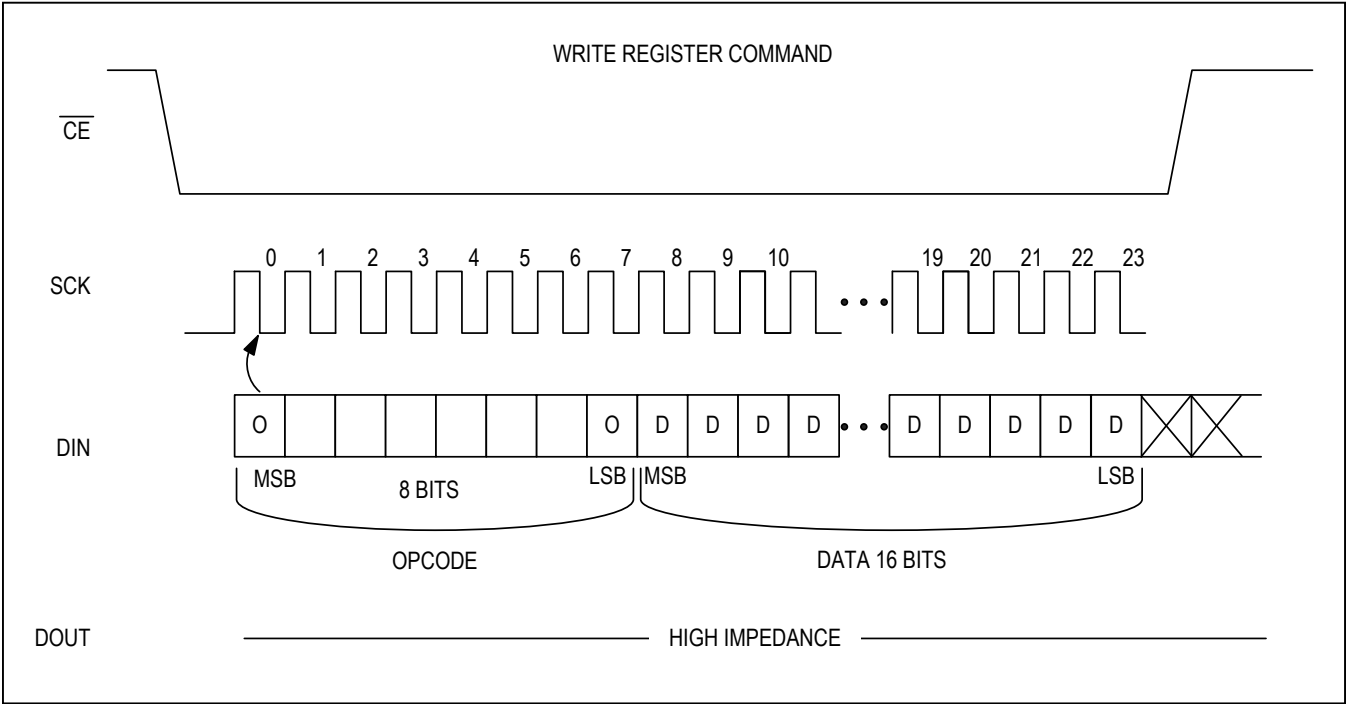 WRITE REGISTER COMMAND
CE
SCK
0 1 2 3 4 5 6 7 8 9 10 19 20 21 22 23
DIN
O O D D D D D D D D D
MSB 8 BITS LSB MSB LSB
OPCODE DATA 16 BITS
DOUT HIGH IMPEDANCE